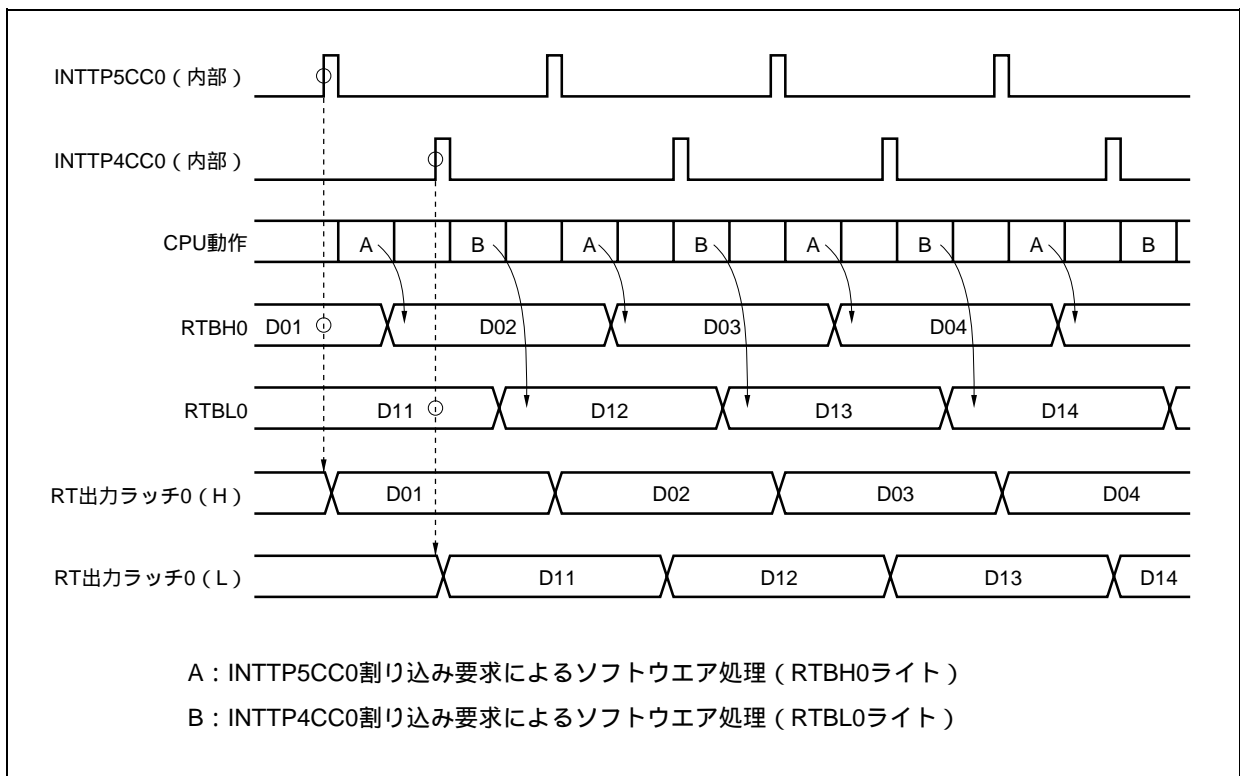 INTTP5CC0（内部）
INTTP4CC0（内部）
CPU動作 A B A B A B A B
RTBH0 D01 D02 D03 D04
RTBL0 D11 D12 D13 D14
RT出力ラッチ0（H） D01 D02 D03 D04
RT出力ラッチ0（L） D11 D12 D13 D14
A：INTTP5CC0割り込み要求によるソフトウエア処理（RTBH0ライト）
B：INTTP4CC0割り込み要求によるソフトウエア処理（RTBL0ライト）